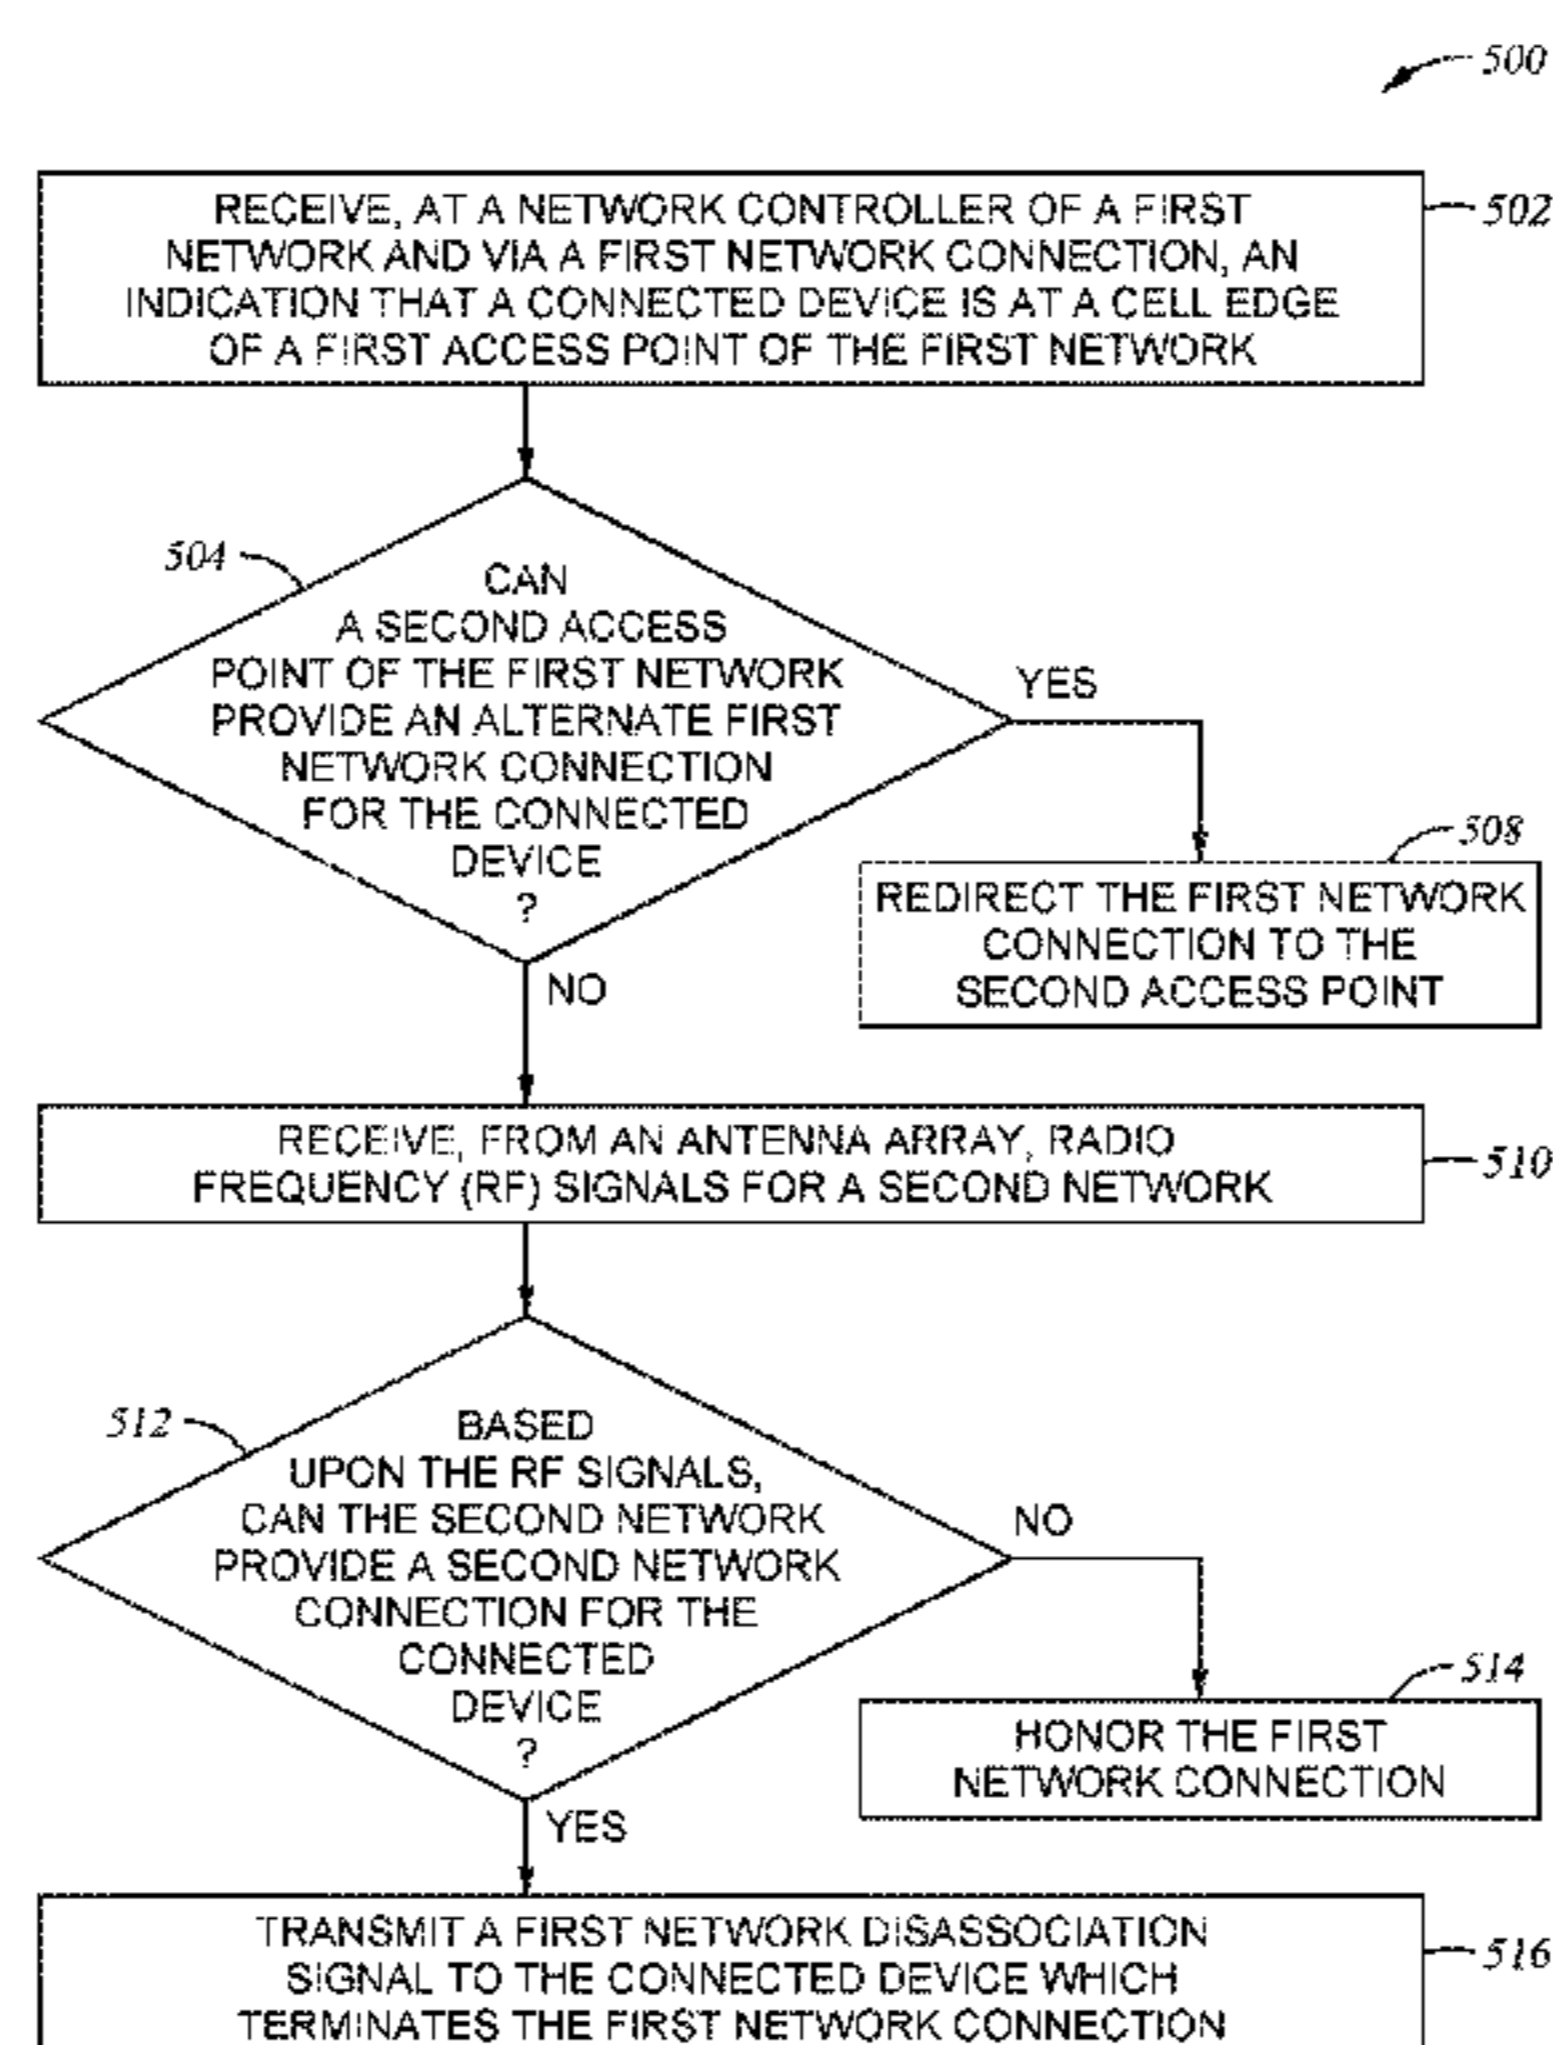 500
RECEIVE, AT A NETWORK CONTROLLER OF A FIRST
NETWORK AND VIA A FIRST NETWORK CONNECTION, AN
INDICATION THAT A CONNECTED DEVICE IS AT A CELL EDGE
OF A FIRST ACCESS POINT OF THE FIRST NETWORK
502
504
CAN
A SECOND ACCESS
POINT OF THE FIRST NETWORK
PROVIDE AN ALTERNATE FIRST
NETWORK CONNECTION
FOR THE CONNECTED
DEVICE
?
YES
508
REDIRECT THE FIRST NETWORK
CONNECTION TO THE
SECOND ACCESS POINT
NO
RECEIVE, FROM AN ANTENNA ARRAY, RADIO
FREQUENCY (RF) SIGNALS FOR A SECOND NETWORK
510
512
BASED
UPON THE RF SIGNALS,
CAN THE SECOND NETWORK
PROVIDE A SECOND NETWORK
CONNECTION FOR THE
CONNECTED
DEVICE
?
NO
514
HONOR THE FIRST
NETWORK CONNECTION
YES
TRANSMIT A FIRST NETWORK DISASSOCIATION
SIGNAL TO THE CONNECTED DEVICE WHICH
TERMINATES THE FIRST NETWORK CONNECTION
516